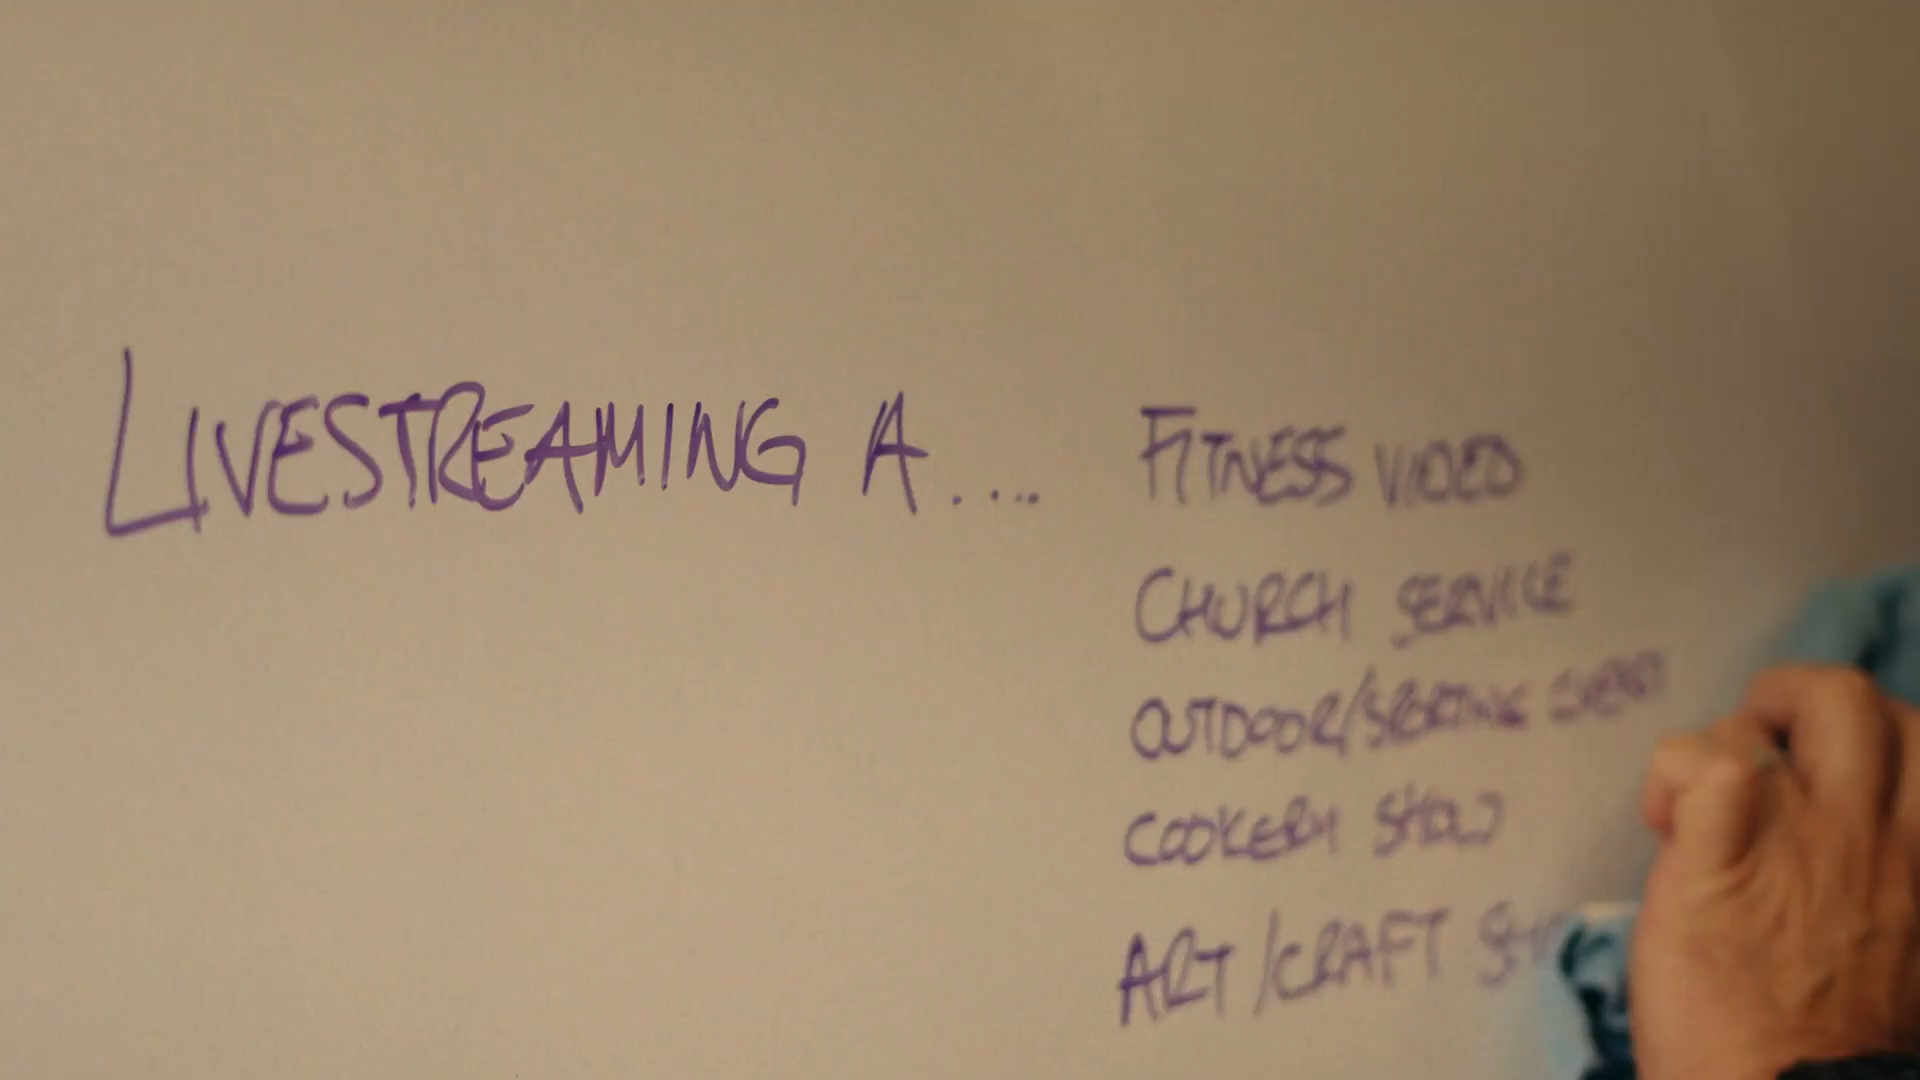 LIVESTREAMING A.... FITNESS VIDEO
CHURCH SERVICE
OUTDOOR/SPORTING
COOKERY SHOW
ART/CRAFT